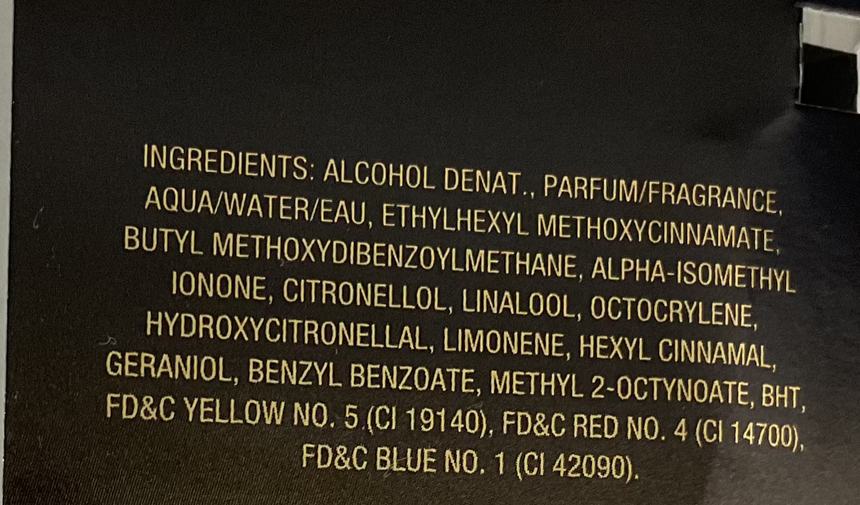 INGREDIENTS: ALCOHOL DENAT., PARFUM/FRAGRANCE,
AQUA/WATER/EAU, ETHYLHEXYL METHOXYCINNAMATE,
BUTYL METHOXYDIBENZOYLMETHANE, ALPHA-ISOMETHYL
IONONE, CITRONELLOL, LINALOOL, OCTOCRYLENE,
HYDROXYCITRONELLAL, LIMONENE, HEXYL CINNAMAL,
GERANIOL, BENZYL BENZOATE, METHYL 2-OCTYNOATE, BHT,
FD&C YELLOW NO. 5 (CI 19140), FD&C RED NO. 4 (CI 14700),
FD&C BLUE NO. 1 (CI 42090).